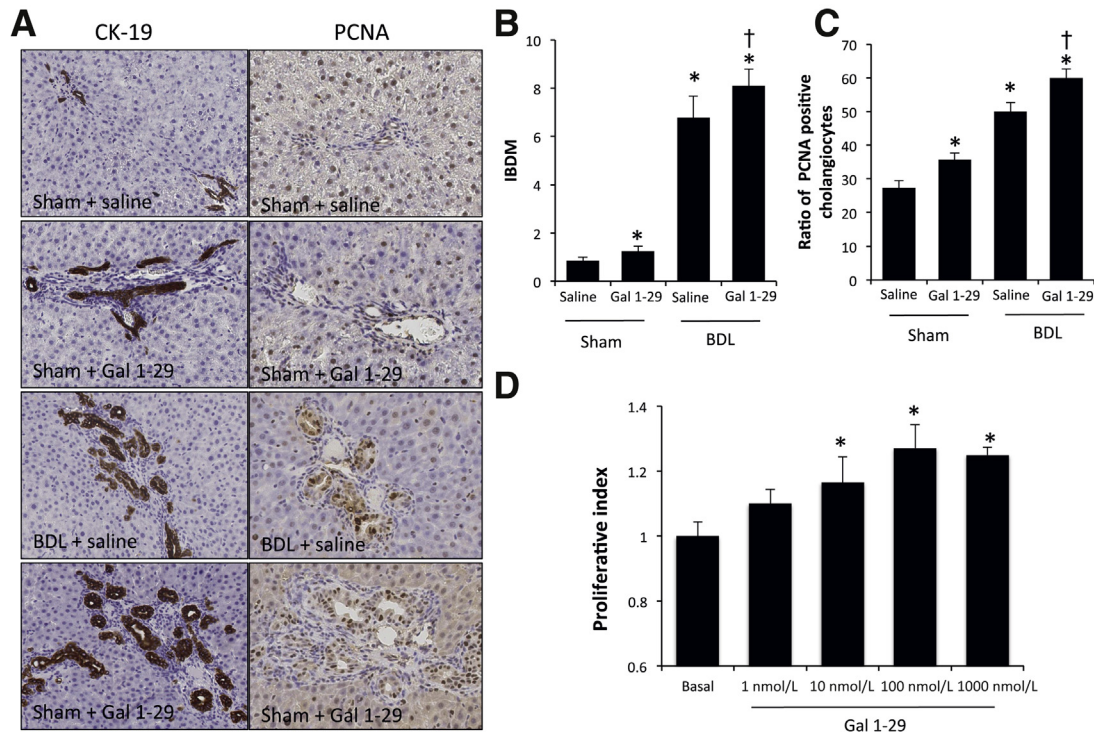 A
CK-19
PCNA
Sham + saline
Sham + saline
Sham + Gal 1-29
Sham + Gal 1-29
BDL + saline
BDL + saline
Sham + Gal 1-29
Sham + Gal 1-29
B
IBDM
10
8
6
4
2
0
*
*
†
*
Saline
Gal 1-29
Saline
Gal 1-29
Sham
BDL
C
Ratio of PCNA positive
cholangiocytes
70
60
50
40
30
20
10
0
*
*
†
*
Saline
Gal 1-29
Saline
Gal 1-29
Sham
BDL
D
Proliferative index
1.4
1.2
1
0.8
0.6
*
*
*
Basal
1 nmol/L
10 nmol/L
100 nmol/L
1000 nmol/L
Gal 1-29